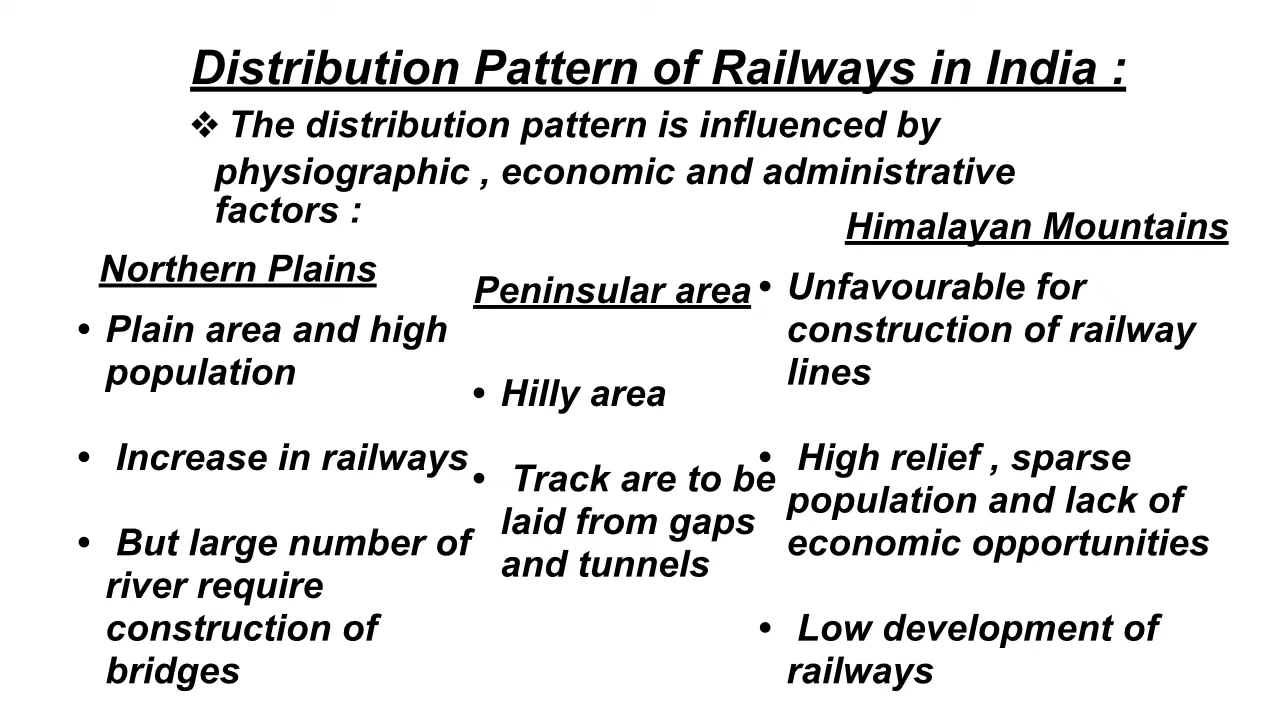 Distribution Pattern of Railways in India :
❖ The distribution pattern is influenced by
physiographic , economic and administrative
factors :
Northern Plains
• Plain area and high
population
• Increase in railways
• But large number of
river require
construction of
bridges
Peninsular area
• Hilly area
• Track are to be
laid from gaps
and tunnels
Himalayan Mountains
• Unfavourable for
construction of railway
lines
• High relief , sparse
population and lack of
economic opportunities
• Low development of
railways